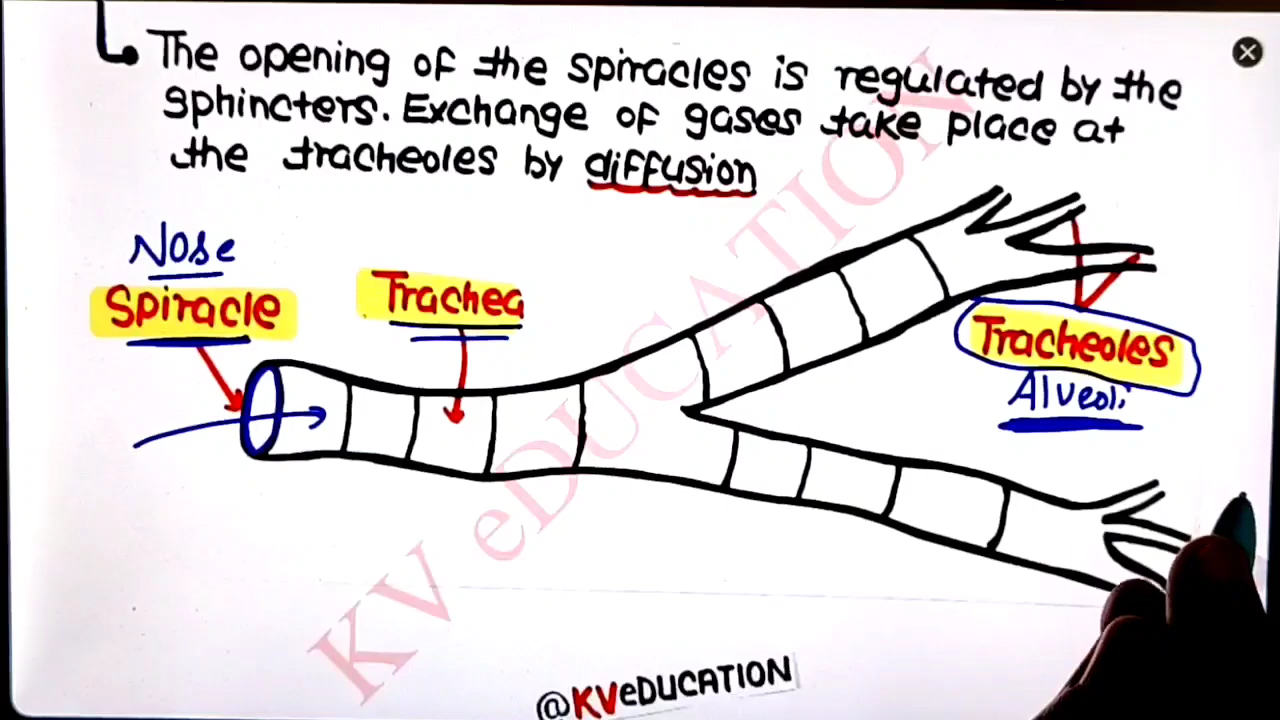 The opening of the spiracles is regulated by the
sphincters. Exchange of gases take place at
the tracheoles by diffusion
Nose
Spiracle
Trachea
Tracheoles
Alveoli
KV eDUCATION
@KVeDUCATION